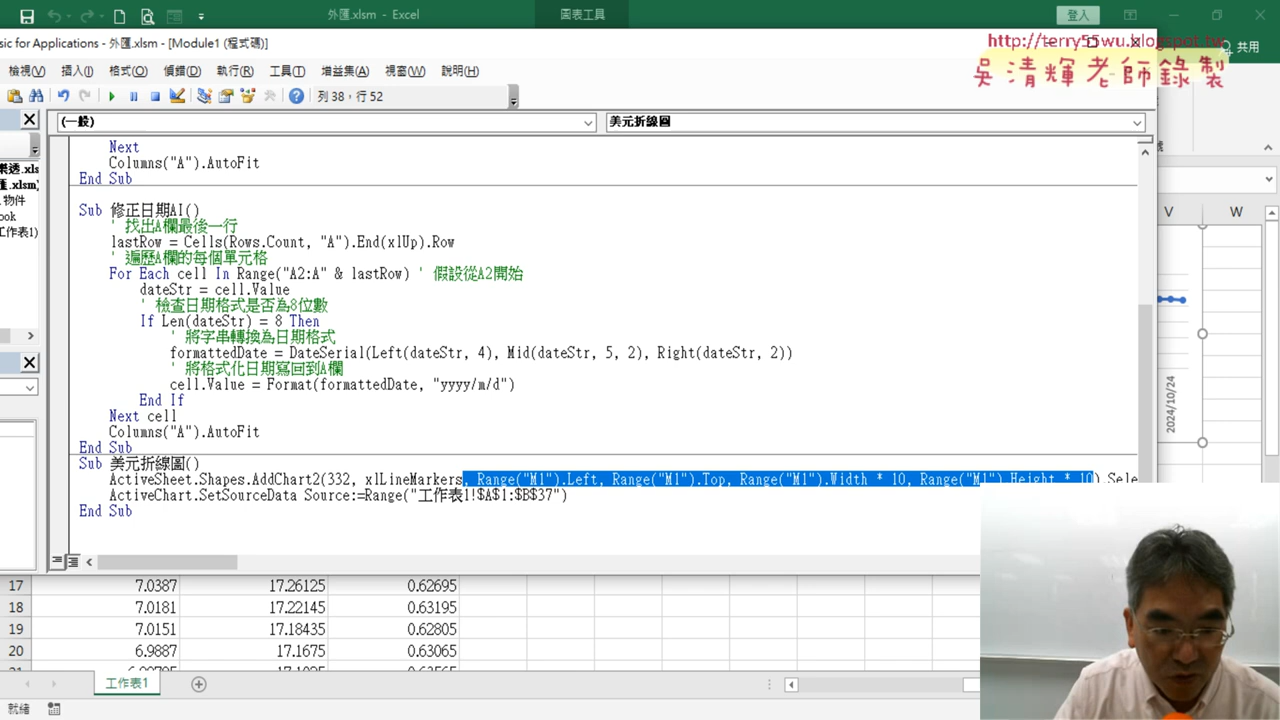 外匯.xlsm - Excel
圖表工具
登入
sic for Applications - 外匯.xlsm - [Module1 (程式碼)]
http://terry55wu.blogspot.tw
共用
吳清輝老師錄製
檢視(V) 插入(I) 格式(O) 偵錯(D) 執行(R) 工具(T) 增益集(A) 視窗(W) 說明(H)
列 38，行 52
(一般)
美元折線圖
Next
Columns("A").AutoFit
End Sub
Sub 修正日期AI()
' 找出A欄最後一行
lastRow = Cells(Rows.Count, "A").End(xlUp).Row
' 遍歷A欄的每個單元格
For Each cell In Range("A2:A" & lastRow) ' 假設從A2開始
dateStr = cell.Value
' 檢查日期格式是否為8位數
If Len(dateStr) = 8 Then
' 將字串轉換為日期格式
formattedDate = DateSerial(Left(dateStr, 4), Mid(dateStr, 5, 2), Right(dateStr, 2))
' 將格式化日期寫回到A欄
cell.Value = Format(formattedDate, "yyyy/m/d")
End If
Next cell
Columns("A").AutoFit
End Sub
Sub 美元折線圖()
ActiveSheet.Shapes.AddChart2(332, xlLineMarkers, Range("M1").Left, Range("M1").Top, Range("M1").Width * 10, Range("M1").Height * 10).Sele
ActiveChart.SetSourceData Source:=Range("工作表1!$A$1:$B$37")
End Sub
.xlsm)
物件
ook
工作表1)
V W
2024/10/24
17 7.0387 17.26125 0.62695
18 7.0181 17.22145 0.63195
19 7.0151 17.18435 0.62805
20 6.9887 17.1675 0.63065
工作表1
就緒